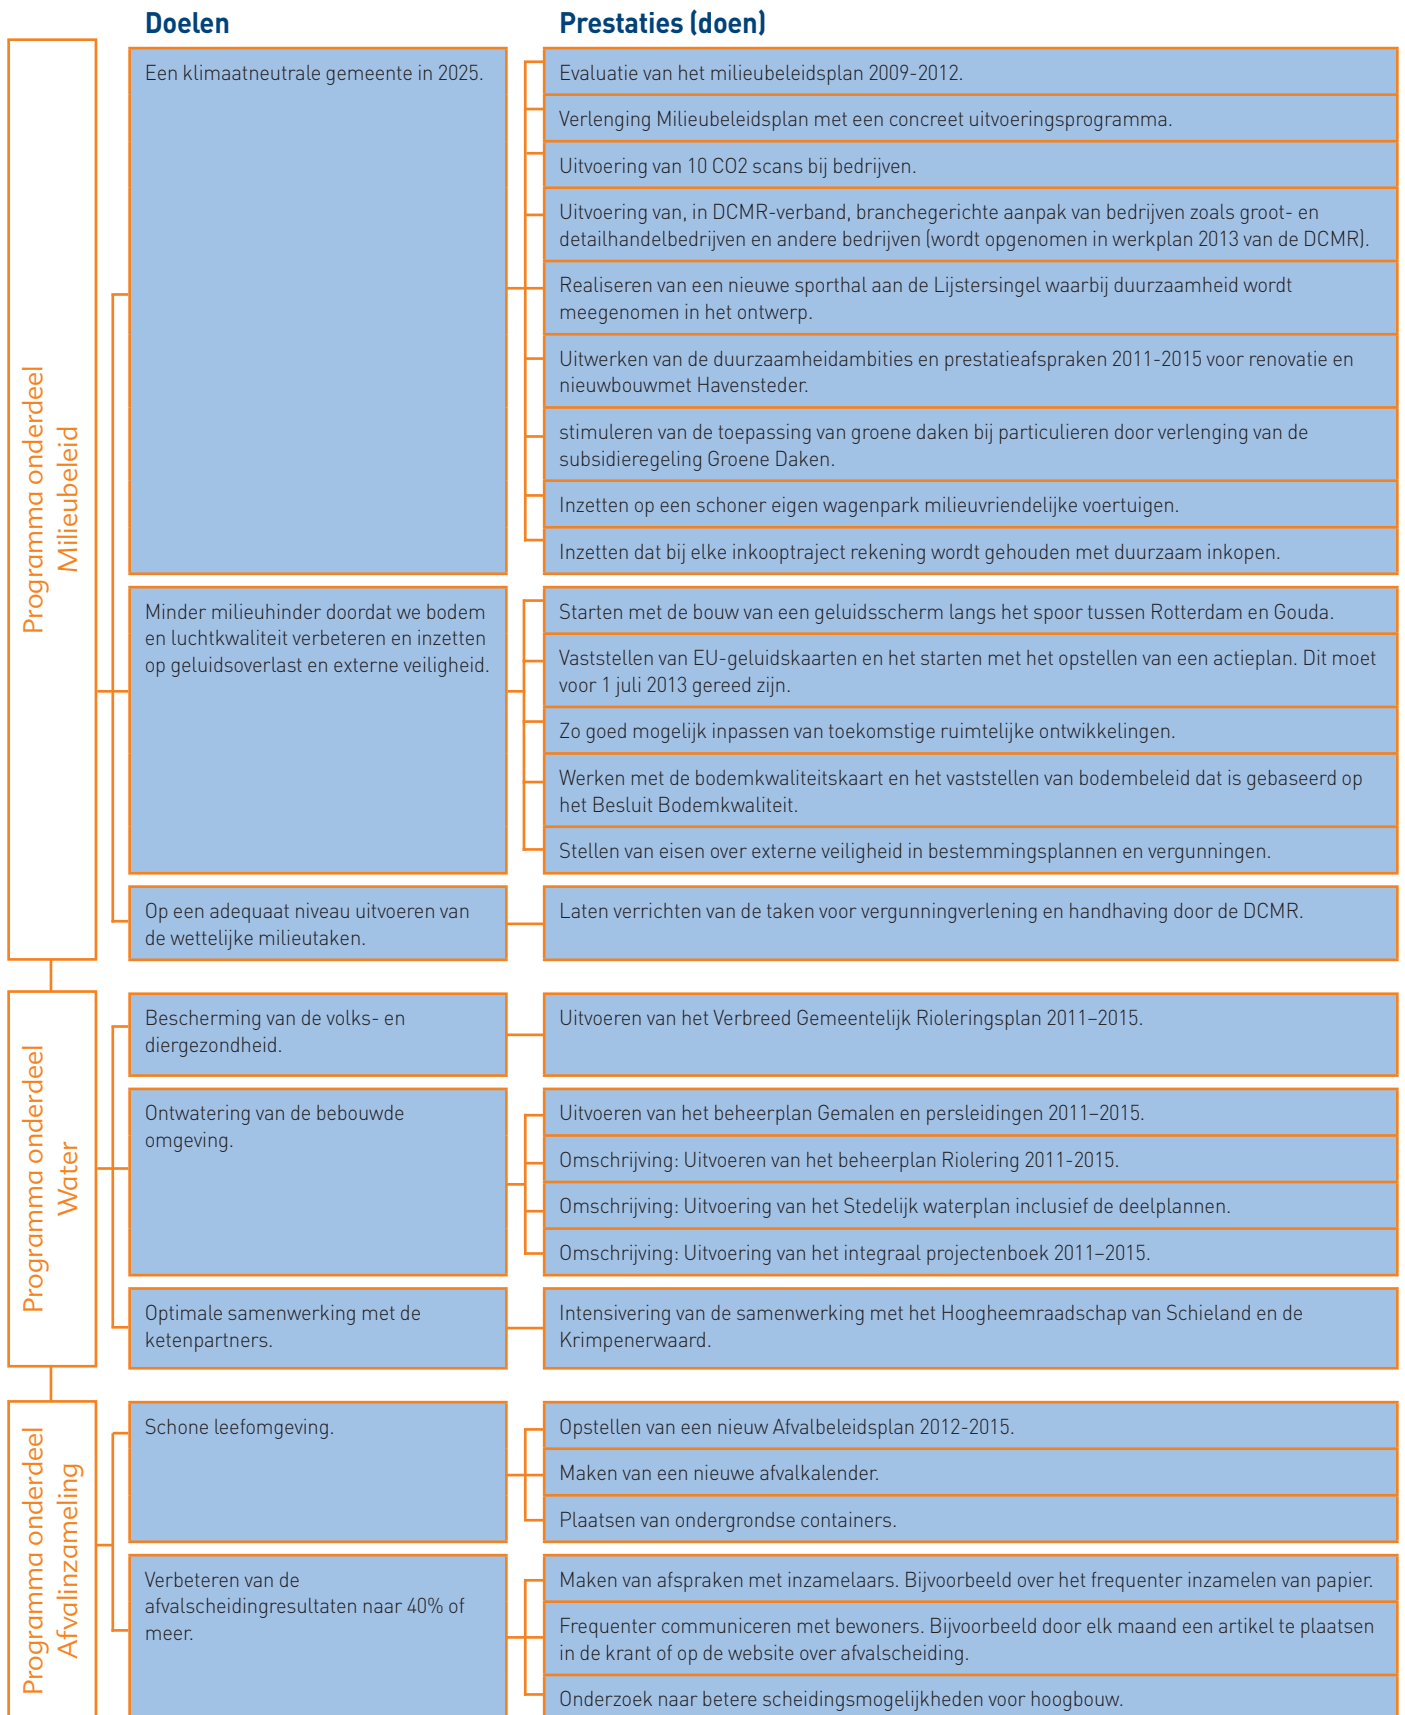 Doelen
Prestaties (doen)
Programma onderdeel
Milieubeleid
Een klimaatneutrale gemeente in 2025.
Evaluatie van het milieubeleidsplan 2009-2012.
Verlenging Milieubeleidsplan met een concreet uitvoeringsprogramma.
Uitvoering van 10 CO2 scans bij bedrijven.
Uitvoering van, in DCMR-verband, branchegerichte aanpak van bedrijven zoals groot- en
detailhandelbedrijven en andere bedrijven (wordt opgenomen in werkplan 2013 van de DCMR).
Realiseren van een nieuwe sporthal aan de Lijstersingel waarbij duurzaamheid wordt
meegenomen in het ontwerp.
Uitwerken van de duurzaamheidambities en prestatieafspraken 2011-2015 voor renovatie en
nieuwbouwmet Havensteder.
stimuleren van de toepassing van groene daken bij particulieren door verlenging van de
subsidieregeling Groene Daken.
Inzetten op een schoner eigen wagenpark milieuvriendelijke voertuigen.
Inzetten dat bij elke inkooptraject rekening wordt gehouden met duurzaam inkopen.
Minder milieuhinder doordat we bodem
en luchtkwaliteit verbeteren en inzetten
op geluidsoverlast en externe veiligheid.
Starten met de bouw van een geluidsscherm langs het spoor tussen Rotterdam en Gouda.
Vaststellen van EU-geluidskaarten en het starten met het opstellen van een actieplan. Dit moet
voor 1 juli 2013 gereed zijn.
Zo goed mogelijk inpassen van toekomstige ruimtelijke ontwikkelingen.
Werken met de bodemkwaliteitskaart en het vaststellen van bodembeleid dat is gebaseerd op
het Besluit Bodemkwaliteit.
Stellen van eisen over externe veiligheid in bestemmingsplannen en vergunningen.
Op een adequaat niveau uitvoeren van
de wettelijke milieutaken.
Laten verrichten van de taken voor vergunningverlening en handhaving door de DCMR.
Programma onderdeel
Water
Bescherming van de volks- en
diergezondheid.
Uitvoeren van het Verbreed Gemeentelijk Rioleringsplan 2011–2015.
Ontwatering van de bebouwde
omgeving.
Uitvoeren van het beheerplan Gemalen en persleidingen 2011–2015.
Omschrijving: Uitvoeren van het beheerplan Riolering 2011-2015.
Omschrijving: Uitvoering van het Stedelijk waterplan inclusief de deelplannen.
Omschrijving: Uitvoering van het integraal projectenboek 2011–2015.
Optimale samenwerking met de
ketenpartners.
Intensivering van de samenwerking met het Hoogheemraadschap van Schieland en de
Krimpenerwaard.
Programma onderdeel
Afvalinzameling
Schone leefomgeving.
Opstellen van een nieuw Afvalbeleidsplan 2012-2015.
Maken van een nieuwe afvalkalender.
Plaatsen van ondergrondse containers.
Verbeteren van de
afvalscheidingresultaten naar 40% of
meer.
Maken van afspraken met inzamelaars. Bijvoorbeeld over het frequenter inzamelen van papier.
Frequenter communiceren met bewoners. Bijvoorbeeld door elk maand een artikel te plaatsen
in de krant of op de website over afvalscheiding.
Onderzoek naar betere scheidingsmogelijkheden voor hoogbouw.